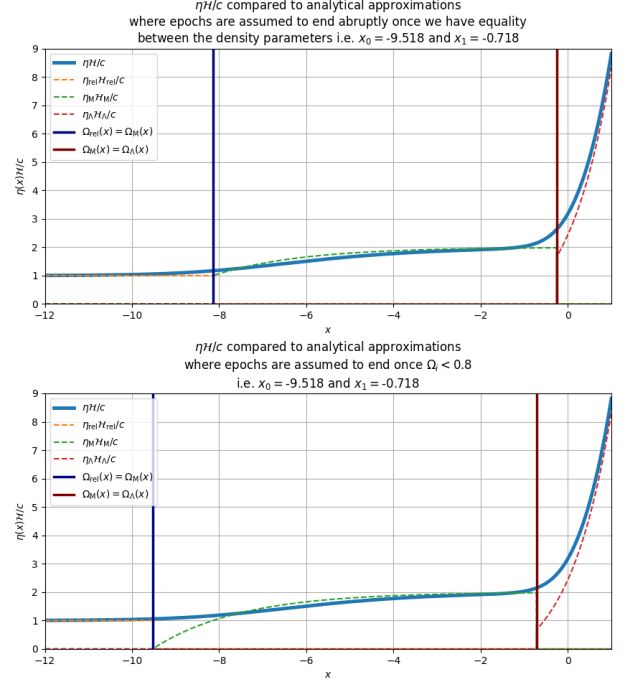 ηℋ/c compared to analytical approximations
where epochs are assumed to end abruptly once we have equality
between the density parameters i.e. x₀ = -9.518 and x₁ = -0.718
9
8
7
6
5
4
3
2
1
0
η(x)ℋ/c
ηℋ/c
η_rel ℋ_rel/c
η_M ℋ_M/c
η_Λ ℋ_Λ/c
Ω_rel(x) = Ω_M(x)
Ω_M(x) = Ω_Λ(x)
−12 −10 −8 −6 −4 −2 0
x
ηℋ/c compared to analytical approximations
where epochs are assumed to end once Ω_i < 0.8
i.e. x₀ = -9.518 and x₁ = -0.718
9
8
7
6
5
4
3
2
1
0
η(x)ℋ/c
ηℋ/c
η_rel ℋ_rel/c
η_M ℋ_M/c
η_Λ ℋ_Λ/c
Ω_rel(x) = Ω_M(x)
Ω_M(x) = Ω_Λ(x)
−12 −10 −8 −6 −4 −2 0
x